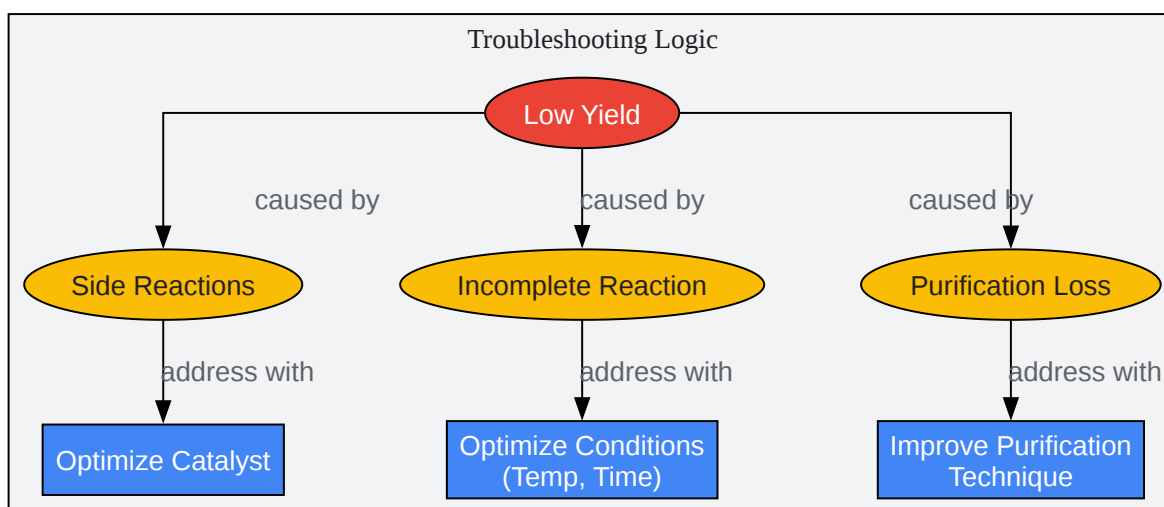 Troubleshooting Logic
Low Yield
caused by
caused by
caused by
Side Reactions
Incomplete Reaction
Purification Loss
address with
address with
address with
Optimize Catalyst
Optimize Conditions
(Temp, Time)
Improve Purification
Technique